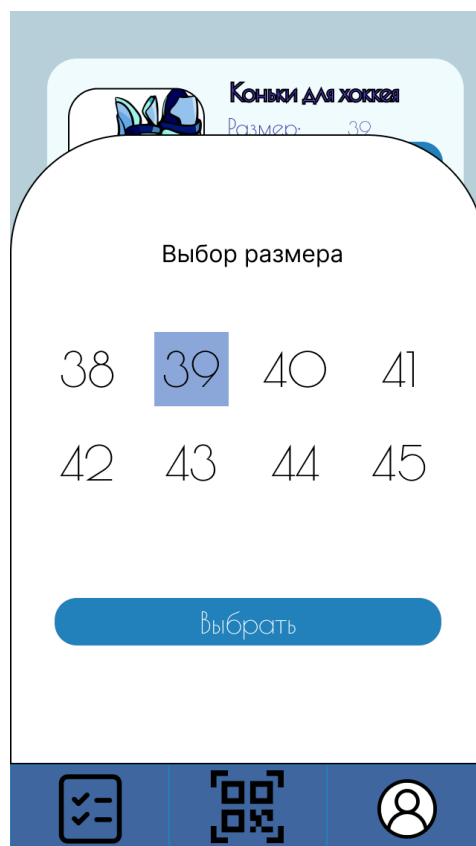 Коньки для хоккея
Размер: 39
Выбор размера
38 39 40 41
42 43 44 45
Выбрать